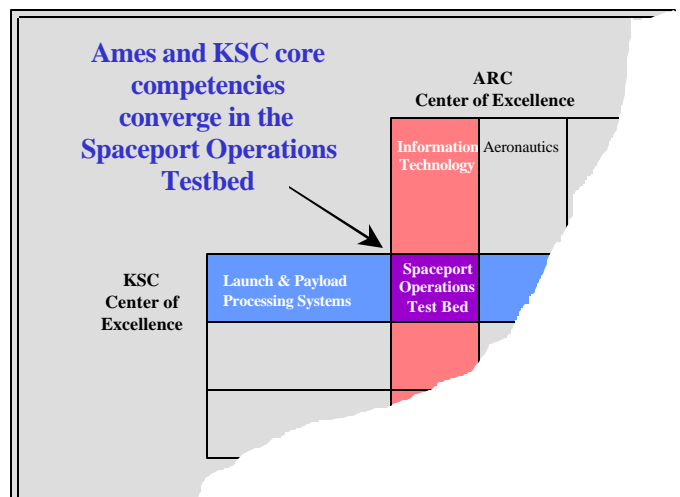 Ames and KSC core
competencies
converge in the
Spaceport Operations
Testbed
ARC
Center of Excellence
Information
Technology
Aeronautics
KSC
Center of
Excellence
Launch & Payload
Processing Systems
Spaceport
Operations
Test Bed